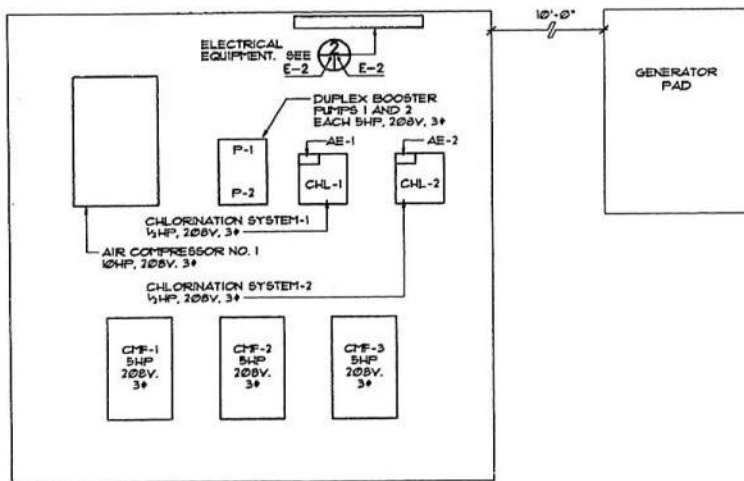 10'-0"
ELECTRICAL
EQUIPMENT. SEE
E-2
2
E-2
GENERATOR
PAD
DUPLEX BOOSTER
PUMPS 1 AND 2
EACH 5HP, 208V, 3ϕ
P-1
P-2
AE-1
AE-2
CHL-1
CHL-2
CHLORINATION SYSTEM-1
½HP, 208V, 3ϕ
AIR COMPRESSOR NO. 1
10HP, 208V. 3ϕ
CHLORINATION SYSTEM-2
½HP, 208V, 3ϕ
CMF-1
5HP
208V.
3ϕ
CMF-2
5HP
208V.
3ϕ
CMF-3
5HP
208V.
3ϕ